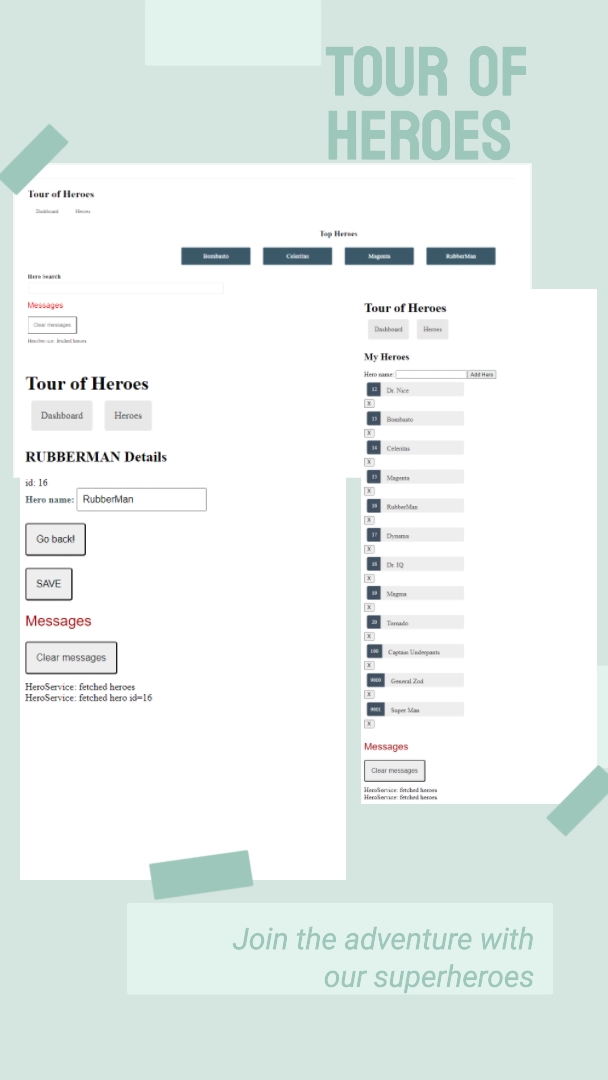 TOUR OF
HEROES
Tour of Heroes
Dashboard Heroes
Top Heroes
Bombasto Celeritas Magenta RubberMan
Hero Search
Messages
Clear messages
HeroService: fetched heroes
Tour of Heroes
Dashboard Heroes
RUBBERMAN Details
id: 16
Hero name: RubberMan
Go back!
SAVE
Messages
Clear messages
HeroService: fetched heroes
HeroService: fetched hero id=16
Tour of Heroes
Dashboard Heroes
My Heroes
Hero name: Add Hero
12 Dr. Nice
X
13 Bombasto
X
14 Celeritas
X
15 Magenta
X
16 RubberMan
X
17 Dynama
X
18 Dr. IQ
X
19 Magma
X
20 Tornado
X
100 Captain Underpants
X
9000 General Zod
X
9001 Super Man
X
Messages
Clear messages
HeroService: fetched heroes
HeroService: fetched heroes
Join the adventure with
our superheroes